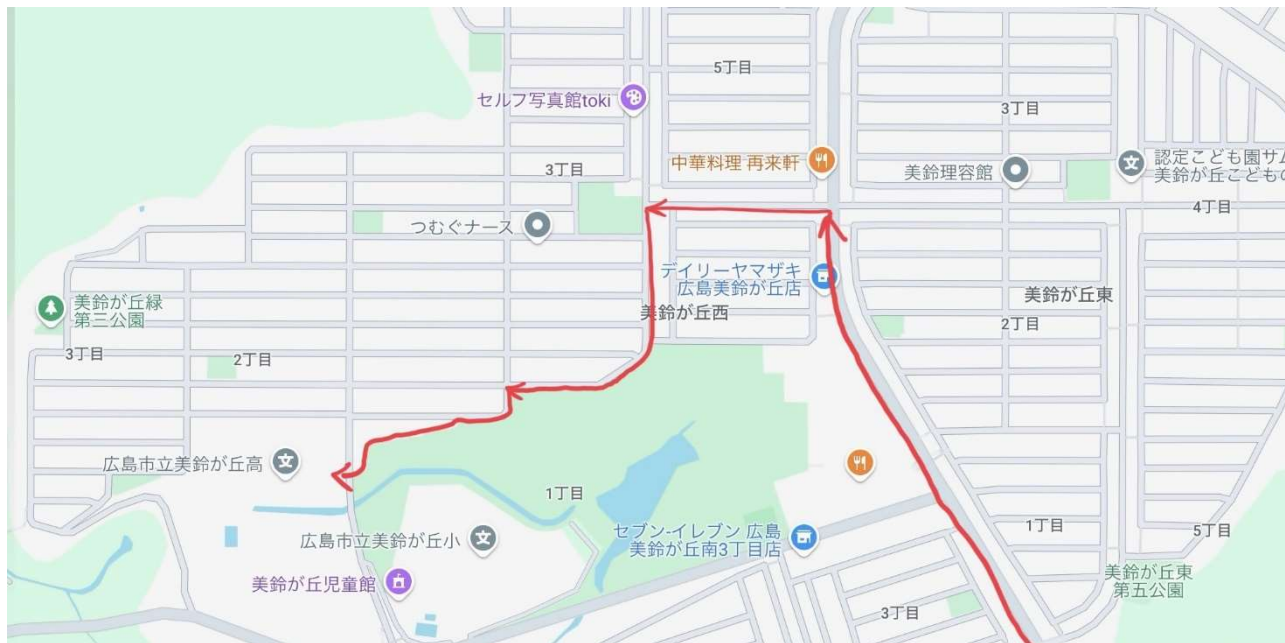 5丁目
セルフ写真館toki
3丁目
3丁目
中華料理 再来軒
美鈴理容館
認定こども園サム
美鈴が丘こどもの
4丁目
つむぐナース
デイリーヤマザキ
広島美鈴が丘店
美鈴が丘東
美鈴が丘緑
第三公園
美鈴が丘西
2丁目
3丁目
2丁目
広島市立美鈴が丘高
1丁目
セブン-イレブン 広島
美鈴が丘南3丁目店
1丁目
5丁目
広島市立美鈴が丘小
美鈴が丘児童館
美鈴が丘東
第五公園
3丁目